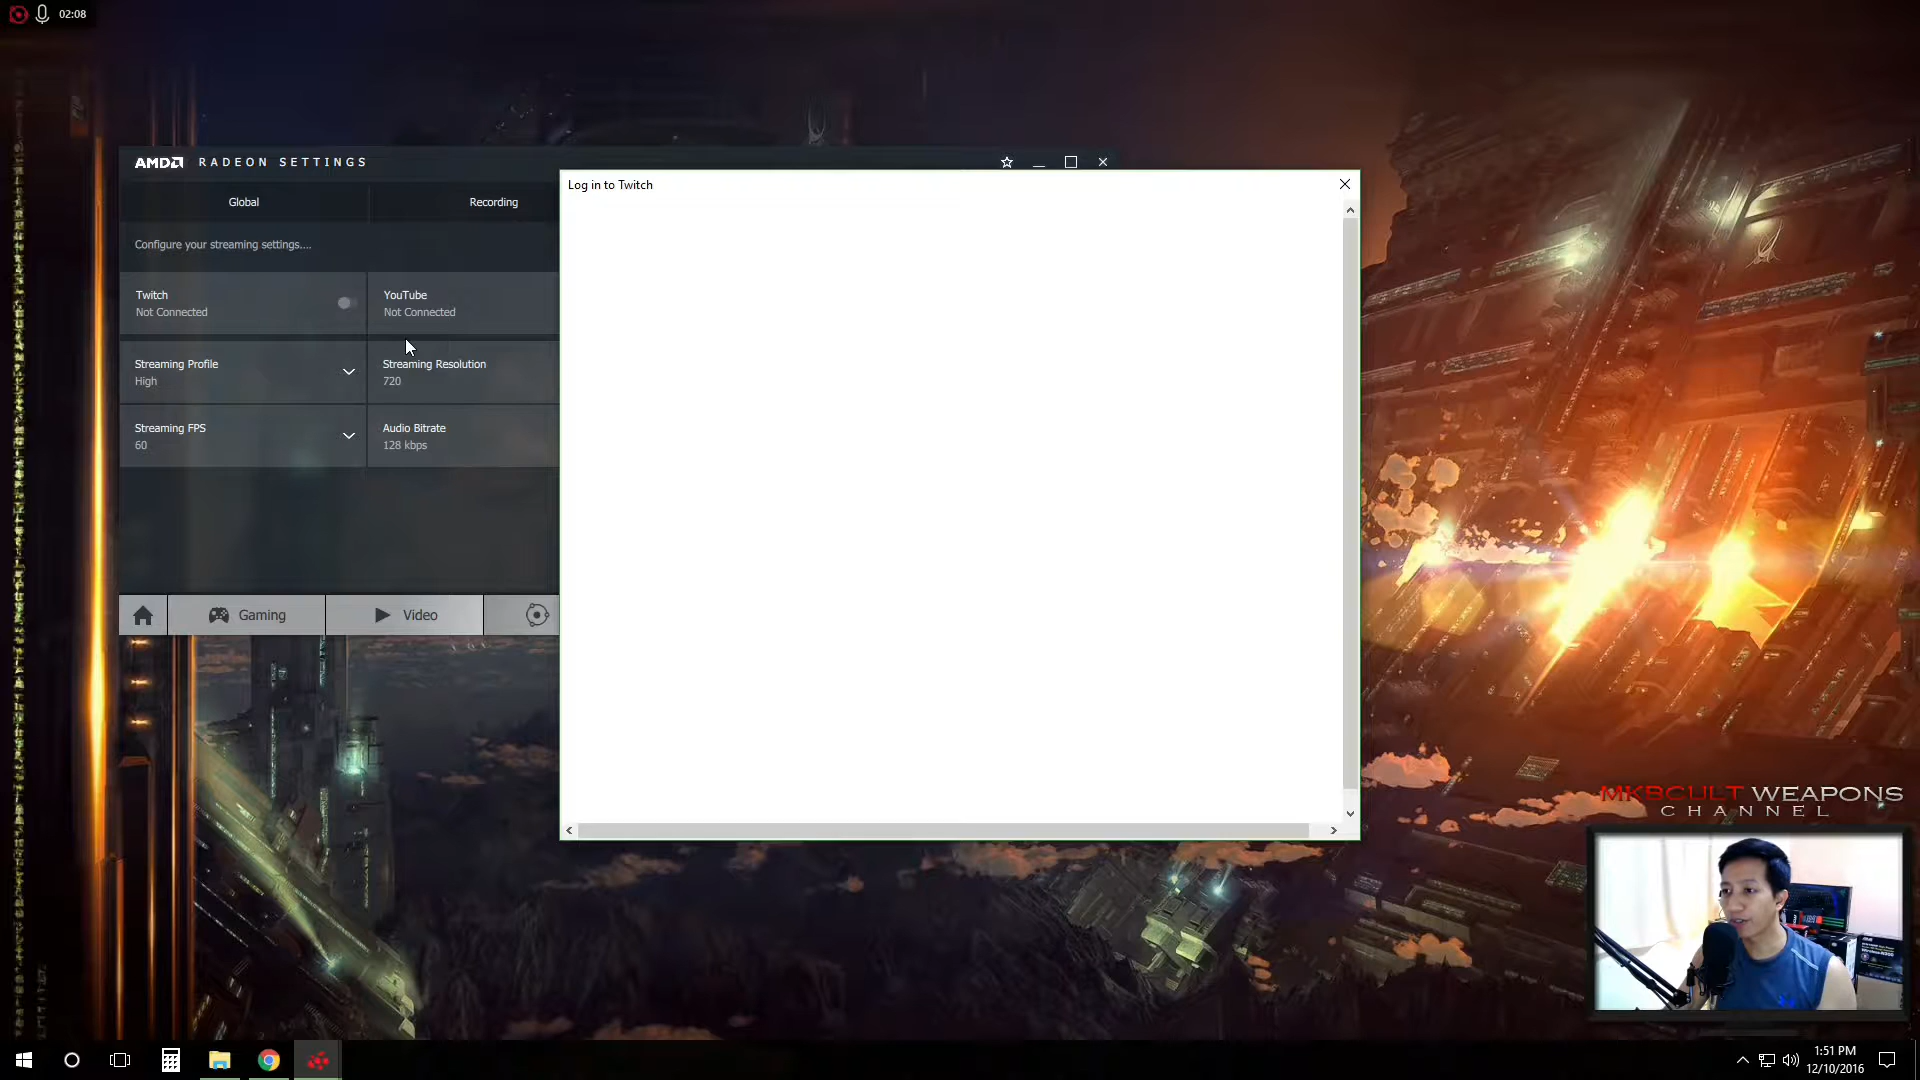 02:08
AMD RADEON SETTINGS
Global
Recording
Log in to Twitch
Configure your streaming settings....
Twitch
Not Connected
YouTube
Not Connected
Streaming Profile
High
Streaming Resolution
720
Streaming FPS
60
Audio Bitrate
128 kbps
Gaming
Video
MKBCULT WEAPONS
CHANNEL
1:51 PM
12/10/2016